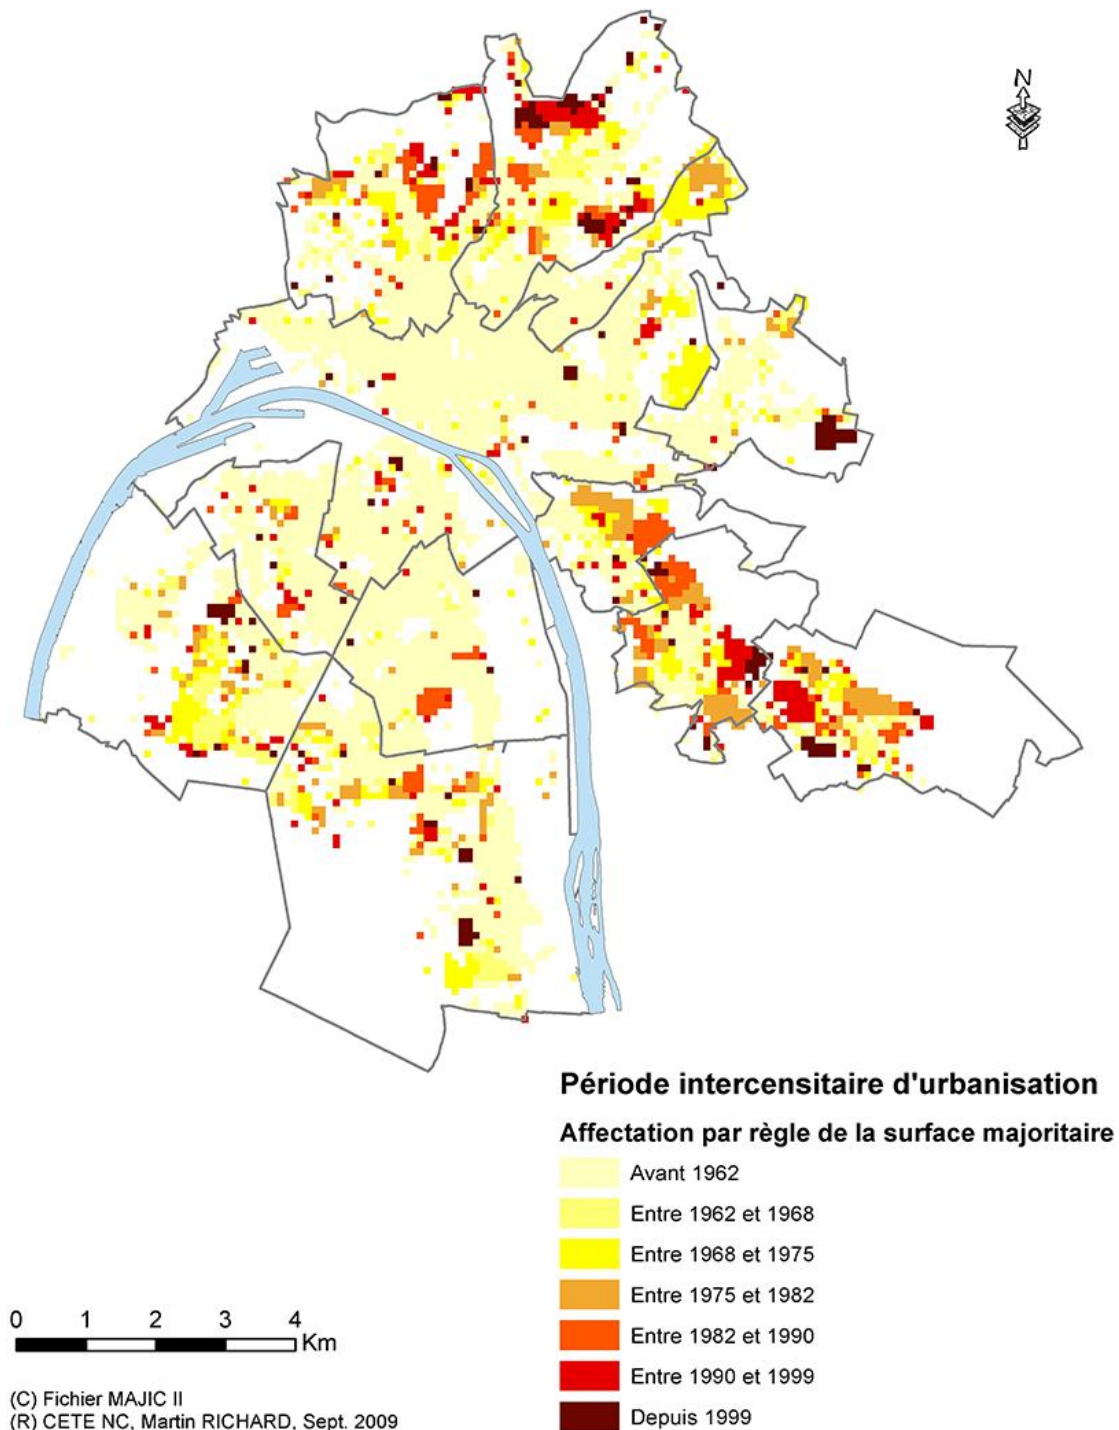 N
Période intercensitaire d'urbanisation
Affectation par règle de la surface majoritaire
Avant 1962
Entre 1962 et 1968
Entre 1968 et 1975
Entre 1975 et 1982
Entre 1982 et 1990
Entre 1990 et 1999
Depuis 1999
0 1 2 3 4
Km
(C) Fichier MAJIC II
(R) CETE NC, Martin RICHARD, Sept. 2009